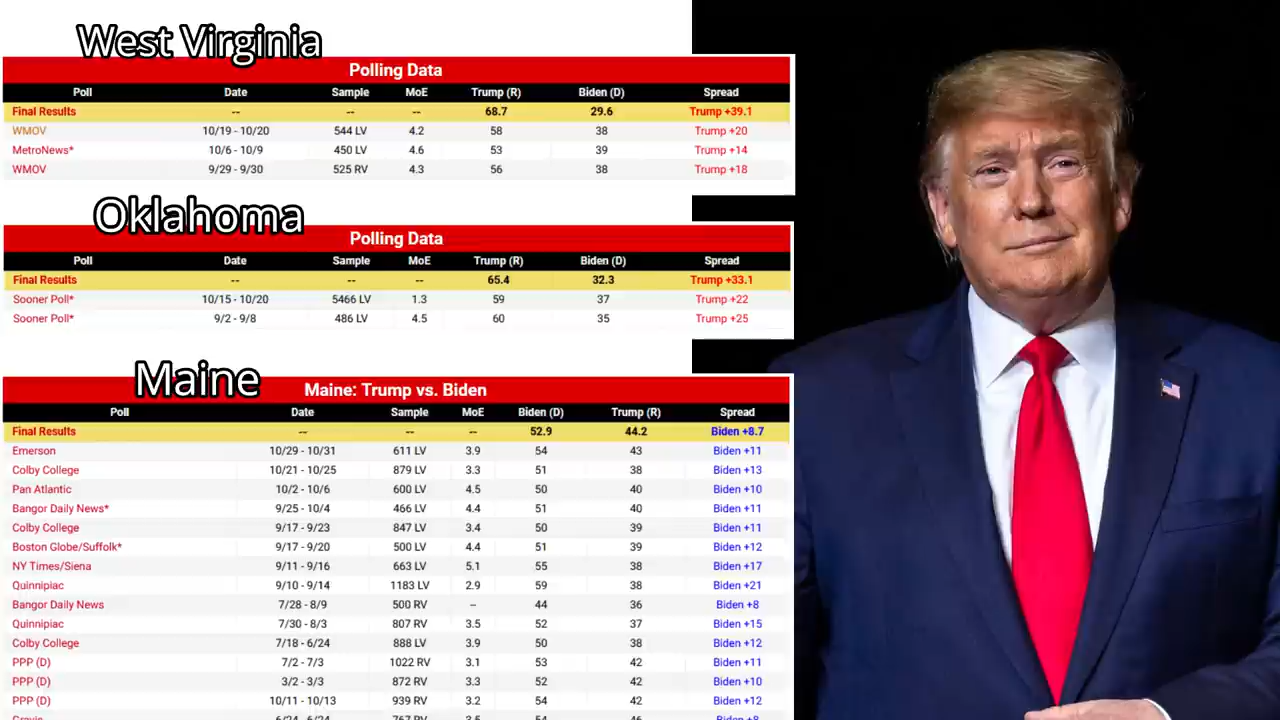 West Virginia
Polling Data
Poll Date Sample MoE Trump (R) Biden (D) Spread
Final Results -- -- -- 68.7 29.6 Trump +39.1
WMOV 10/19 - 10/20 544 LV 4.2 58 38 Trump +20
MetroNews* 10/6 - 10/9 450 LV 4.6 53 39 Trump +14
WMOV 9/29 - 9/30 525 RV 4.3 56 38 Trump +18
Oklahoma
Polling Data
Poll Date Sample MoE Trump (R) Biden (D) Spread
Final Results -- -- -- 65.4 32.3 Trump +33.1
Sooner Poll* 10/15 - 10/20 5466 LV 1.3 59 37 Trump +22
Sooner Poll* 9/2 - 9/8 486 LV 4.5 60 35 Trump +25
Maine
Maine: Trump vs. Biden
Poll Date Sample MoE Biden (D) Trump (R) Spread
Final Results -- -- -- 52.9 44.2 Biden +8.7
Emerson 10/29 - 10/31 611 LV 3.9 54 43 Biden +11
Colby College 10/21 - 10/25 879 LV 3.3 51 38 Biden +13
Pan Atlantic 10/2 - 10/6 600 LV 4.5 50 40 Biden +10
Bangor Daily News* 9/25 - 10/4 466 LV 4.4 51 40 Biden +11
Colby College 9/17 - 9/23 847 LV 3.4 50 39 Biden +11
Boston Globe/Suffolk* 9/17 - 9/20 500 LV 4.4 51 39 Biden +12
NY Times/Siena 9/11 - 9/16 663 LV 5.1 55 38 Biden +17
Quinnipiac 9/10 - 9/14 1183 LV 2.9 59 38 Biden +21
Bangor Daily News 7/28 - 8/9 500 RV -- 44 36 Biden +8
Quinnipiac 7/30 - 8/3 807 RV 3.5 52 37 Biden +15
Colby College 7/18 - 6/24 888 LV 3.9 50 38 Biden +12
PPP (D) 7/2 - 7/3 1022 RV 3.1 53 42 Biden +11
PPP (D) 3/2 - 3/3 872 RV 3.3 52 42 Biden +10
PPP (D) 10/11 - 10/13 939 RV 3.2 54 42 Biden +12